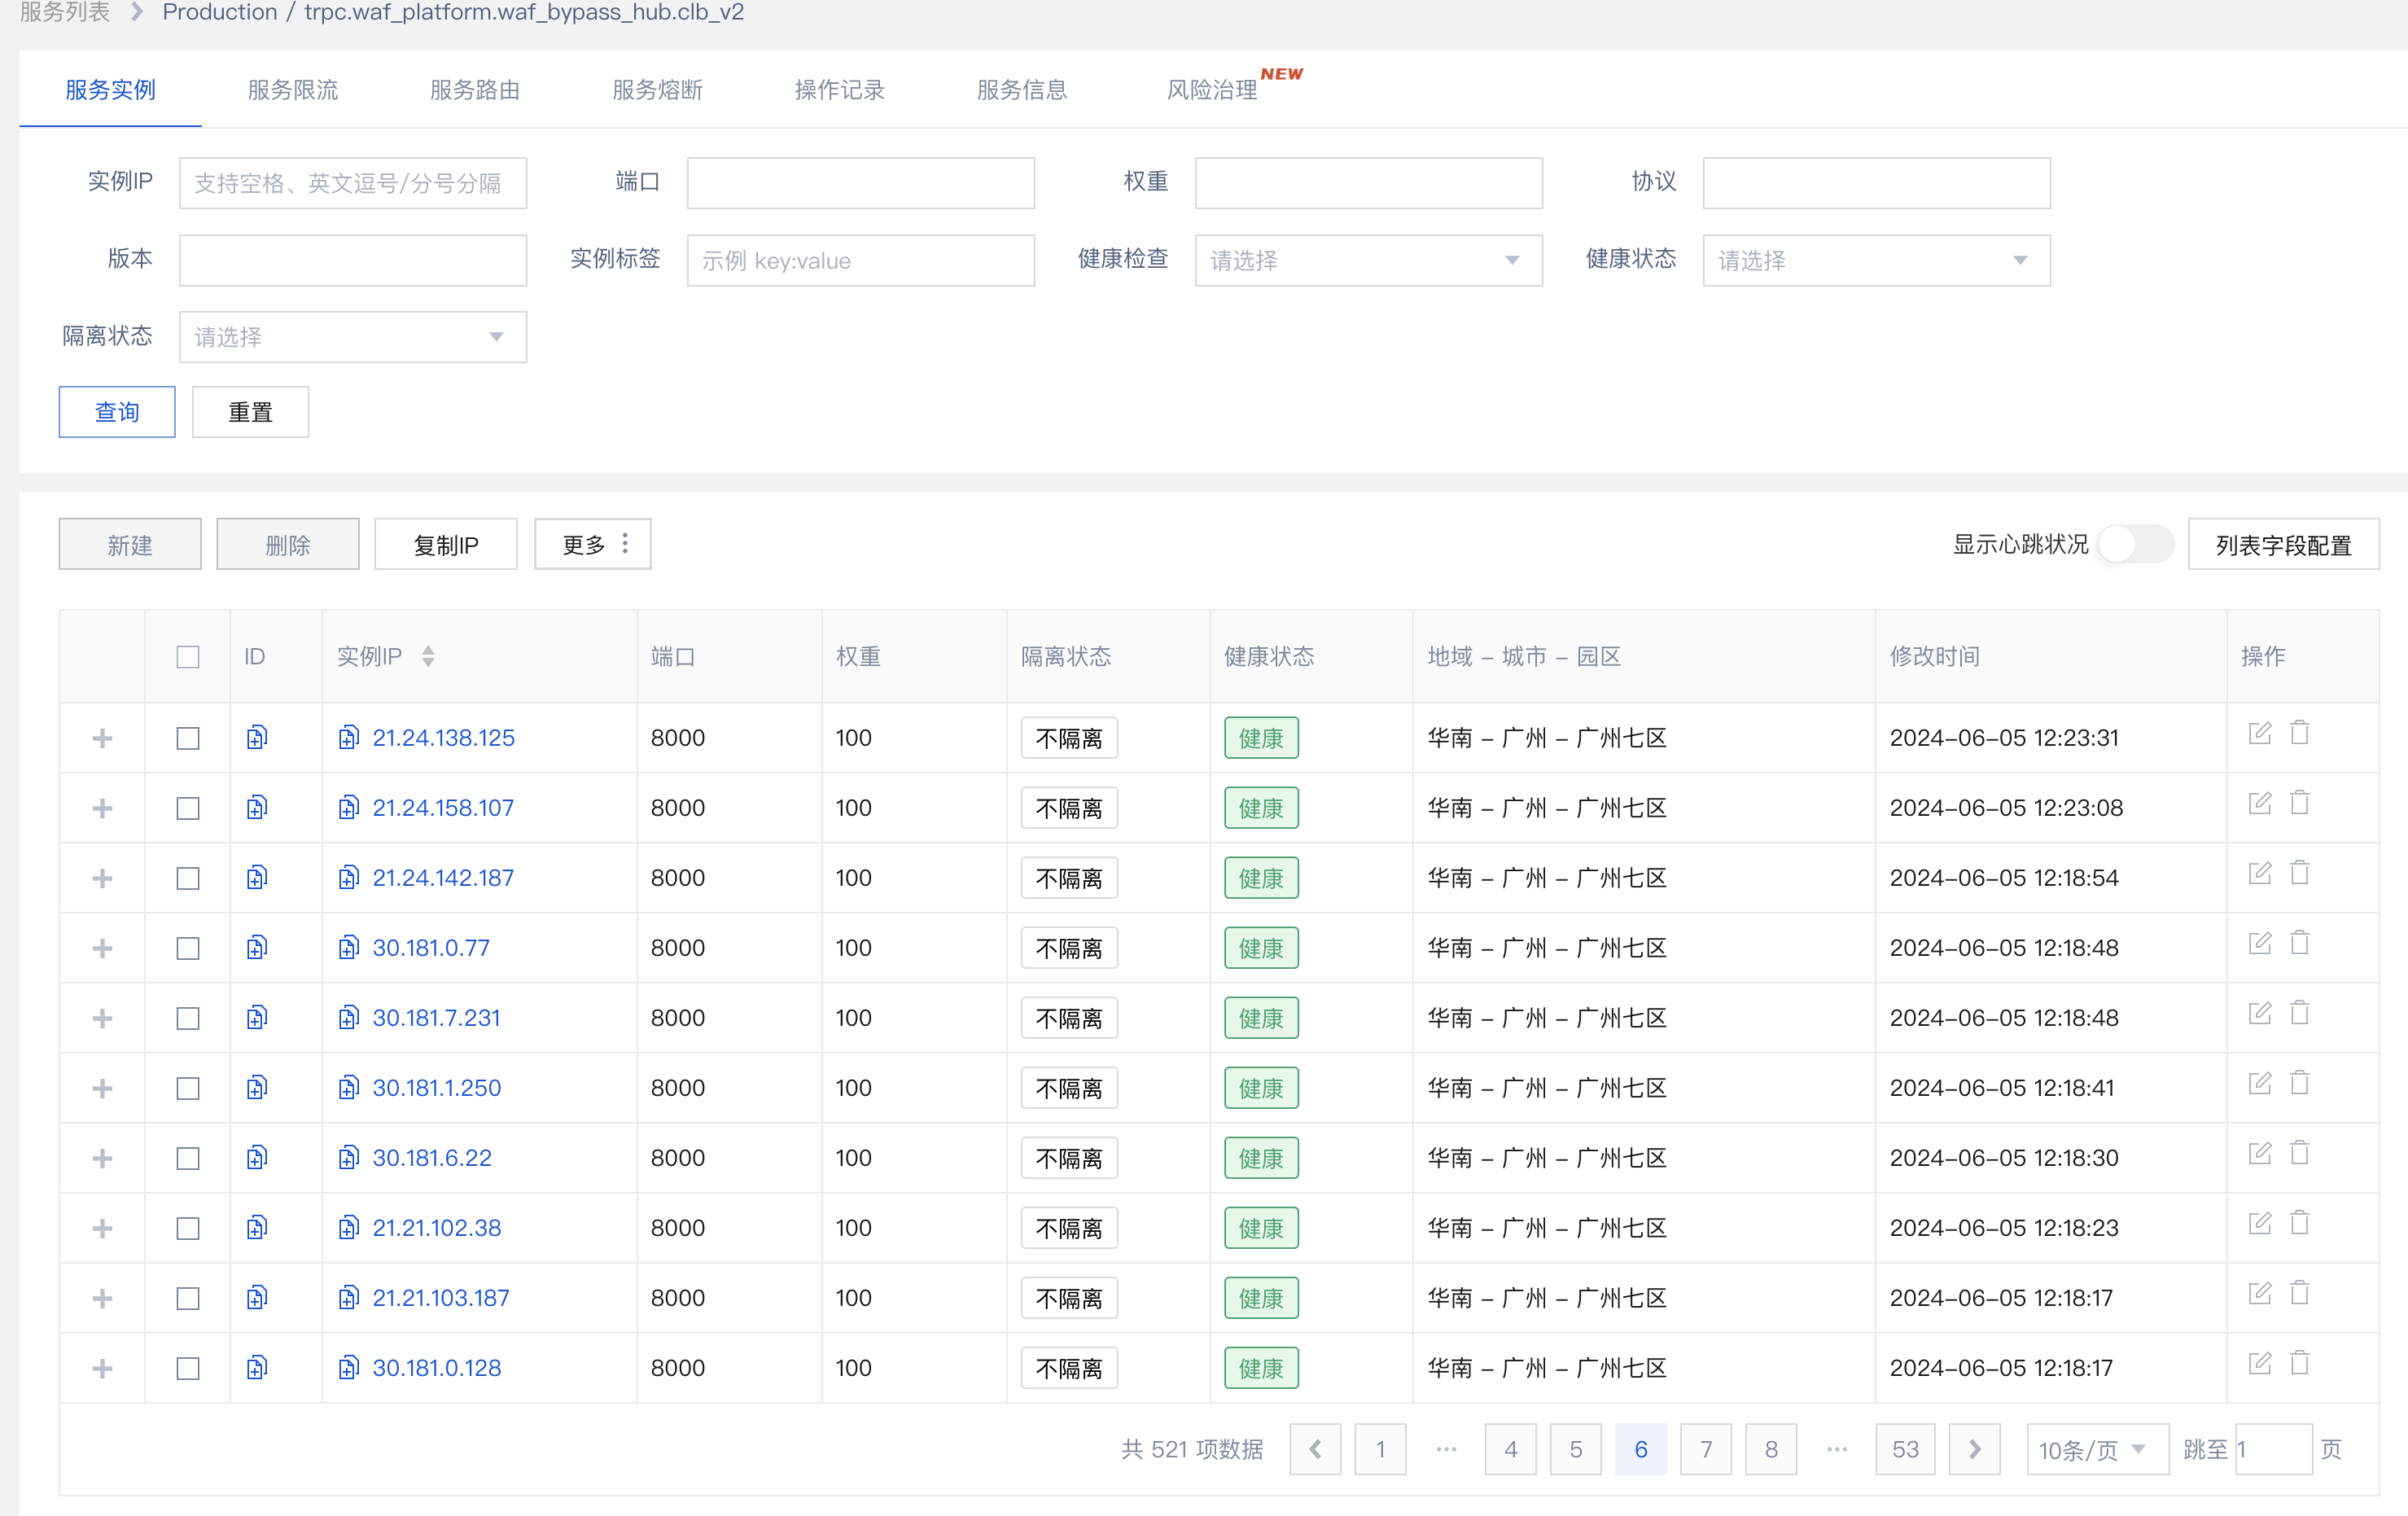 服务列表 Production / trpc.waf_platform.waf_bypass_hub.clb_v2
服务实例 服务限流 服务路由 服务熔断 操作记录 服务信息 风险治理 NEW
实例IP 支持空格、英文逗号/分号分隔 端口 权重 协议
版本 实例标签 示例 key:value 健康检查 请选择 健康状态 请选择
隔离状态 请选择
查询 重置
新建 删除 复制IP 更多 显示心跳状况 列表字段配置
ID 实例IP 端口 权重 隔离状态 健康状态 地域 – 城市 – 园区 修改时间 操作
21.24.138.125 8000 100 不隔离 健康 华南 – 广州 – 广州七区 2024–06–05 12:23:31
21.24.158.107 8000 100 不隔离 健康 华南 – 广州 – 广州七区 2024–06–05 12:23:08
21.24.142.187 8000 100 不隔离 健康 华南 – 广州 – 广州七区 2024–06–05 12:18:54
30.181.0.77 8000 100 不隔离 健康 华南 – 广州 – 广州七区 2024–06–05 12:18:48
30.181.7.231 8000 100 不隔离 健康 华南 – 广州 – 广州七区 2024–06–05 12:18:48
30.181.1.250 8000 100 不隔离 健康 华南 – 广州 – 广州七区 2024–06–05 12:18:41
30.181.6.22 8000 100 不隔离 健康 华南 – 广州 – 广州七区 2024–06–05 12:18:30
21.21.102.38 8000 100 不隔离 健康 华南 – 广州 – 广州七区 2024–06–05 12:18:23
21.21.103.187 8000 100 不隔离 健康 华南 – 广州 – 广州七区 2024–06–05 12:18:17
30.181.0.128 8000 100 不隔离 健康 华南 – 广州 – 广州七区 2024–06–05 12:18:17
共 521 项数据 1 ··· 4 5 6 7 8 ··· 53 10条/页 跳至 1 页